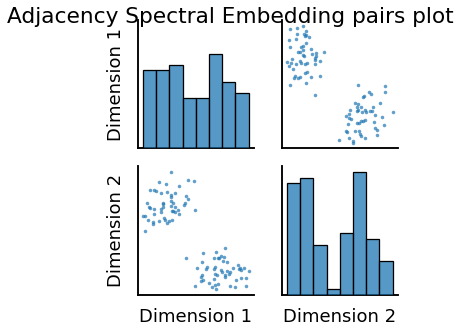 Adjacency Spectral Embedding pairs plot
Dimension 1
Dimension 2
Dimension 1
Dimension 2